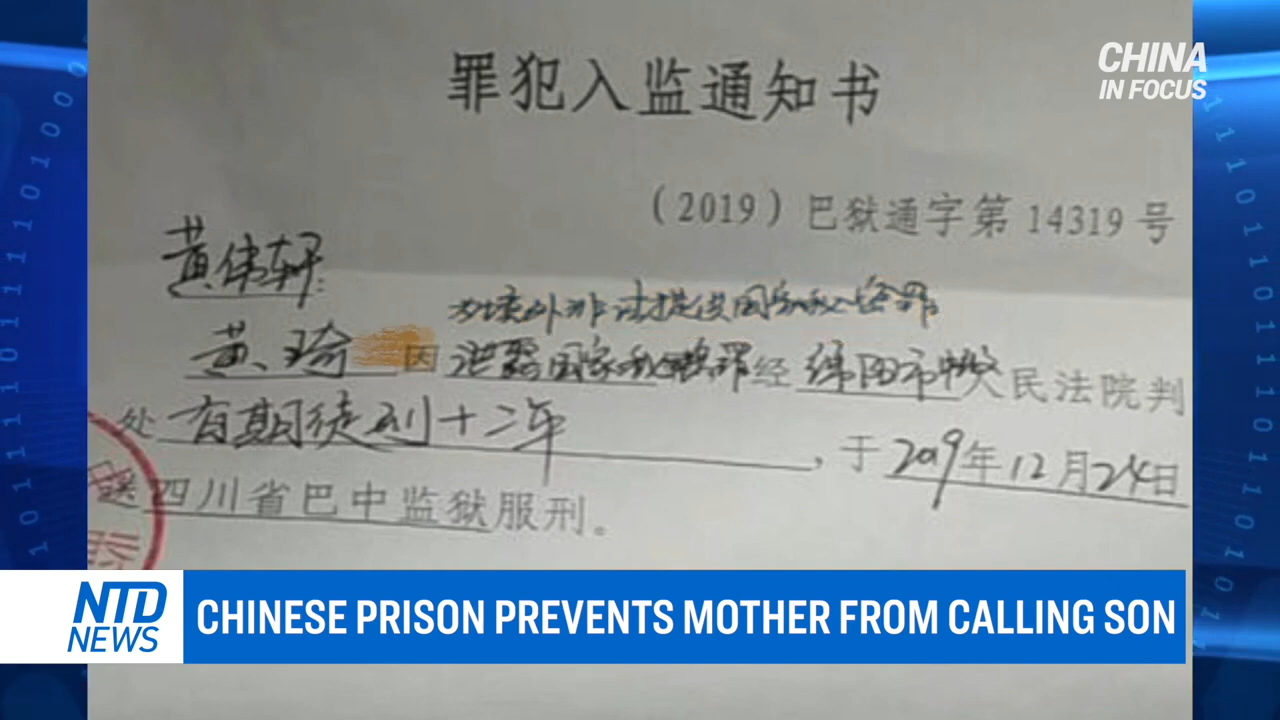 CHINA
IN FOCUS
罪犯入监通知书
（2019）巴狱通字第 14319 号
黄伟轩：
为境外非法提供国家秘密罪
黄琦 因 泄露国家秘密罪 经 绵阳市中级人民法院判
处 有期徒刑十二年，于 2019年12月24日
送四川省巴中监狱服刑。
NTD
NEWS
CHINESE PRISON PREVENTS MOTHER FROM CALLING SON